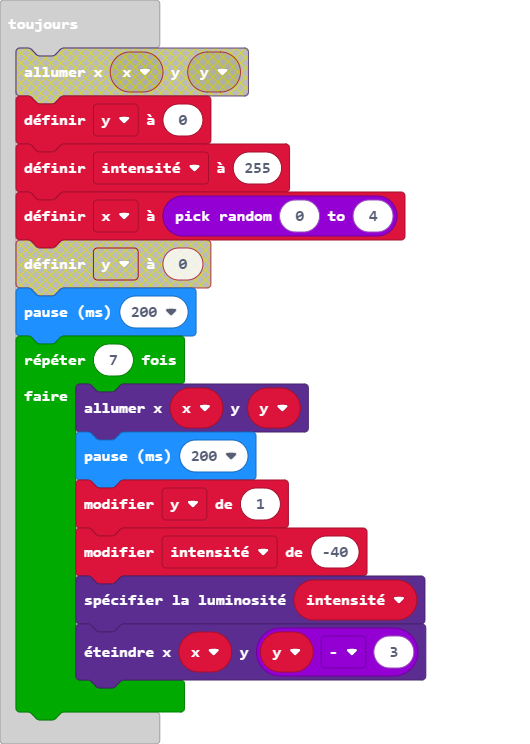 toujours
allumer x x y y
définir y à 0
définir intensité à 255
définir x à pick random 0 to 4
définir y à 0
pause (ms) 200
répéter 7 fois
faire allumer x x y y
pause (ms) 200
modifier y de 1
modifier intensité de -40
spécifier la luminosité intensité
éteindre x x y y - 3